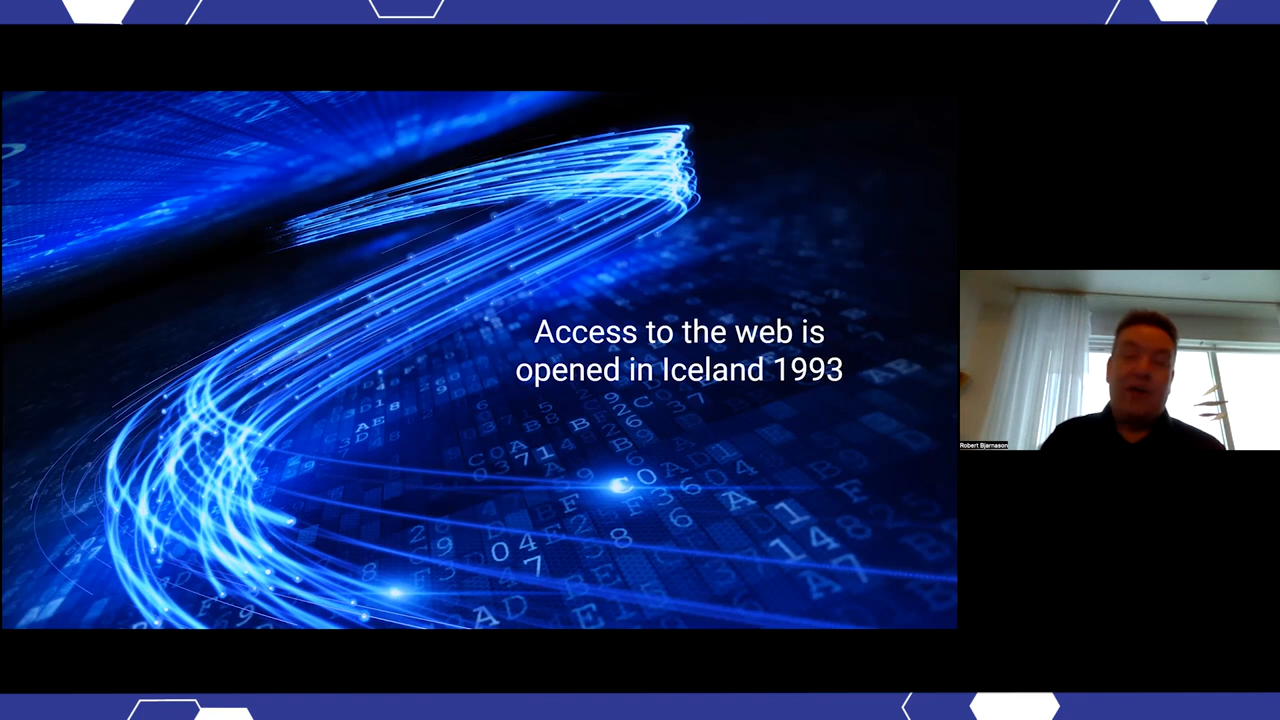 Access to the web is
opened in Iceland 1993
Robert Bjarnason